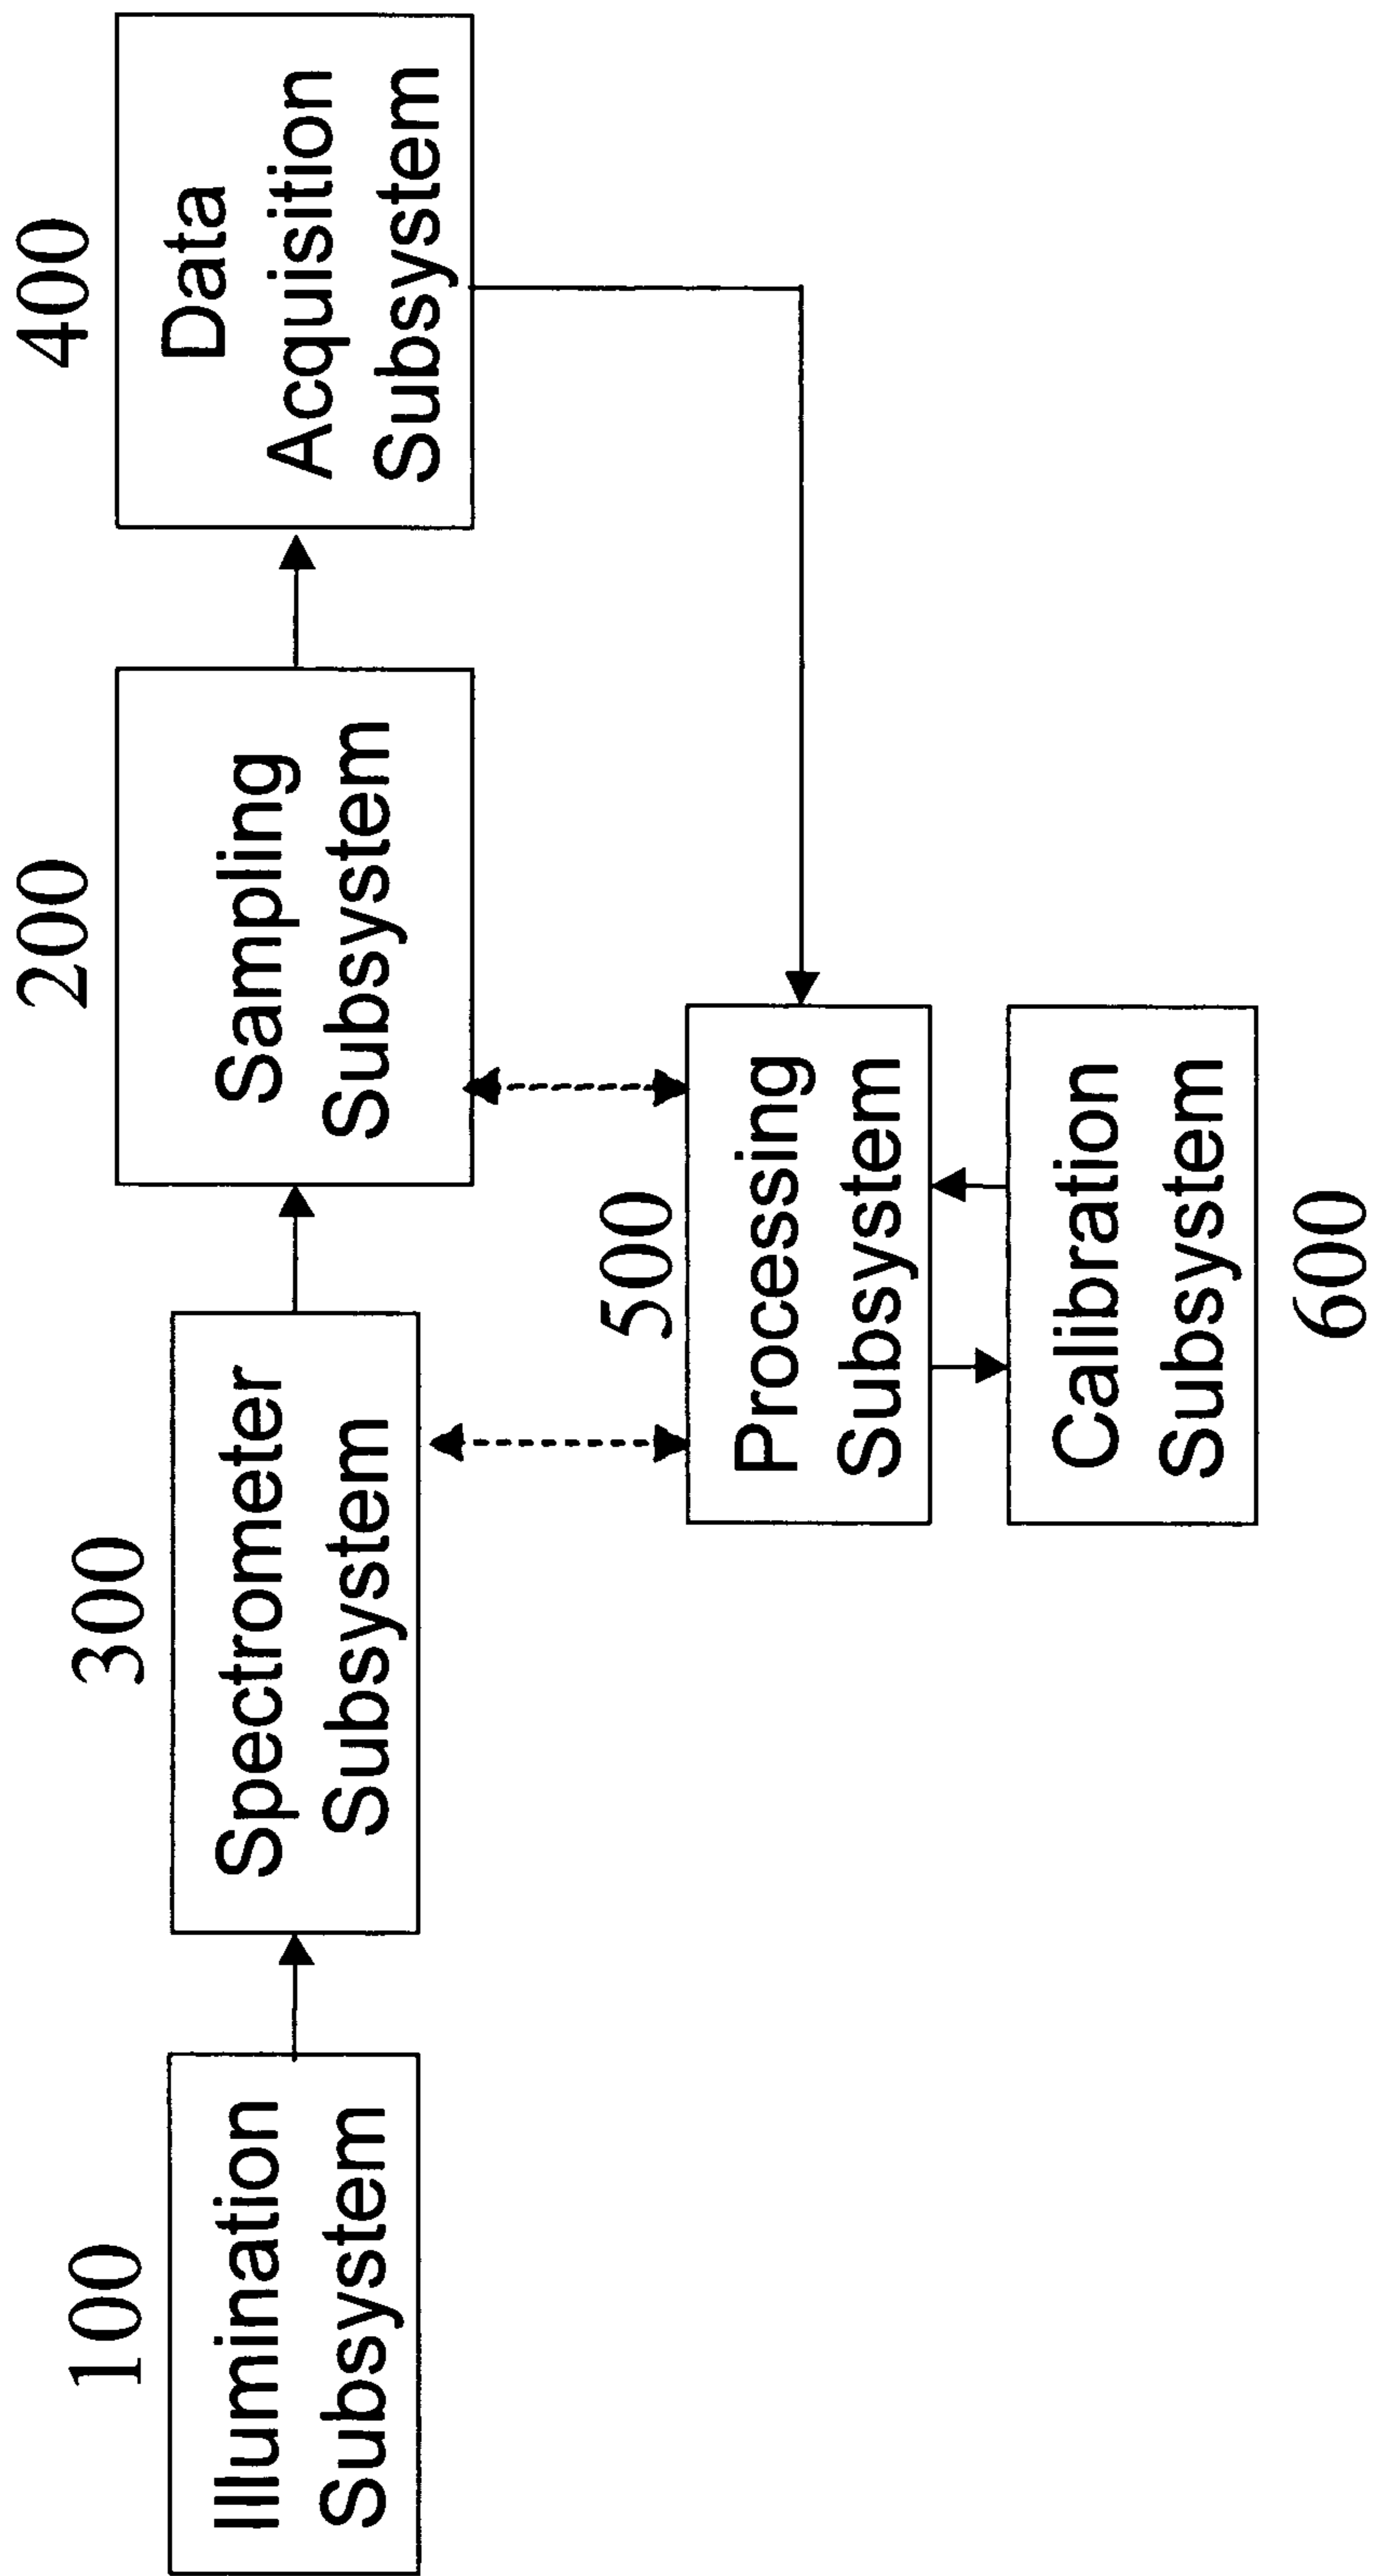 100
Illumination
Subsystem
300
Spectrometer
Subsystem
200
Sampling
Subsystem
400
Data
Acquisition
Subsystem
500
Processing
Subsystem
Calibration
Subsystem
600